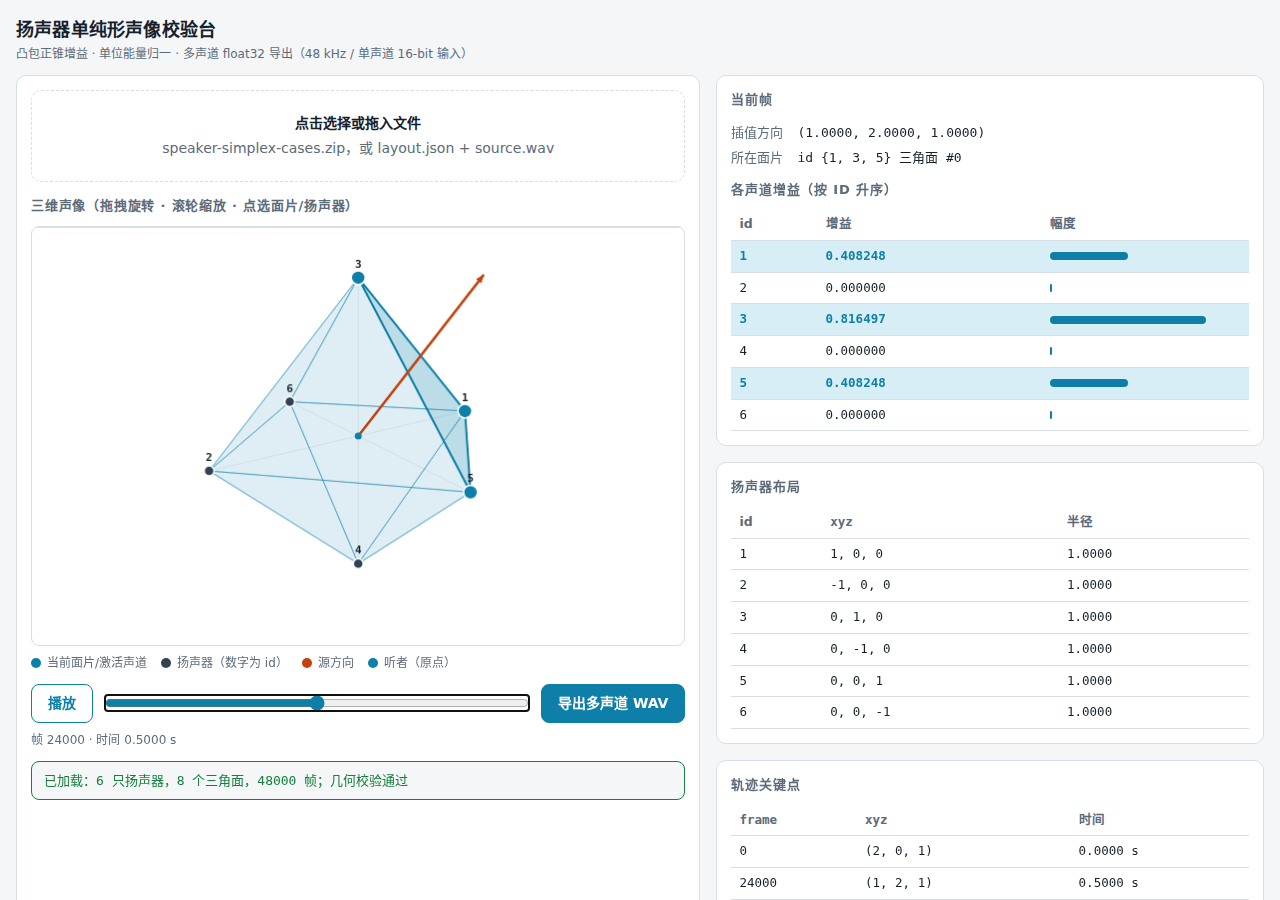 扬声器单纯形声像校验台
凸包正锥增益 · 单位能量归一 · 多声道 float32 导出（48 kHz / 单声道 16-bit 输入）
点击选择或拖入文件
speaker-simplex-cases.zip，或 layout.json + source.wav
三维声像（拖拽旋转 · 滚轮缩放 · 点选面片/扬声器）
3
6
1
2
5
4
当前面片/激活声道 扬声器（数字为 id） 源方向 听者（原点）
播放 导出多声道 WAV
帧 24000 · 时间 0.5000 s
已加载：6 只扬声器，8 个三角面，48000 帧；几何校验通过
当前帧
插值方向 (1.0000, 2.0000, 1.0000)
所在面片 id {1, 3, 5} 三角面 #0
各声道增益（按 ID 升序）
id 增益 幅度
1 0.408248
2 0.000000
3 0.816497
4 0.000000
5 0.408248
6 0.000000
扬声器布局
id xyz 半径
1 1, 0, 0 1.0000
2 -1, 0, 0 1.0000
3 0, 1, 0 1.0000
4 0, -1, 0 1.0000
5 0, 0, 1 1.0000
6 0, 0, -1 1.0000
轨迹关键点
frame xyz 时间
0 (2, 0, 1) 0.0000 s
24000 (1, 2, 1) 0.5000 s